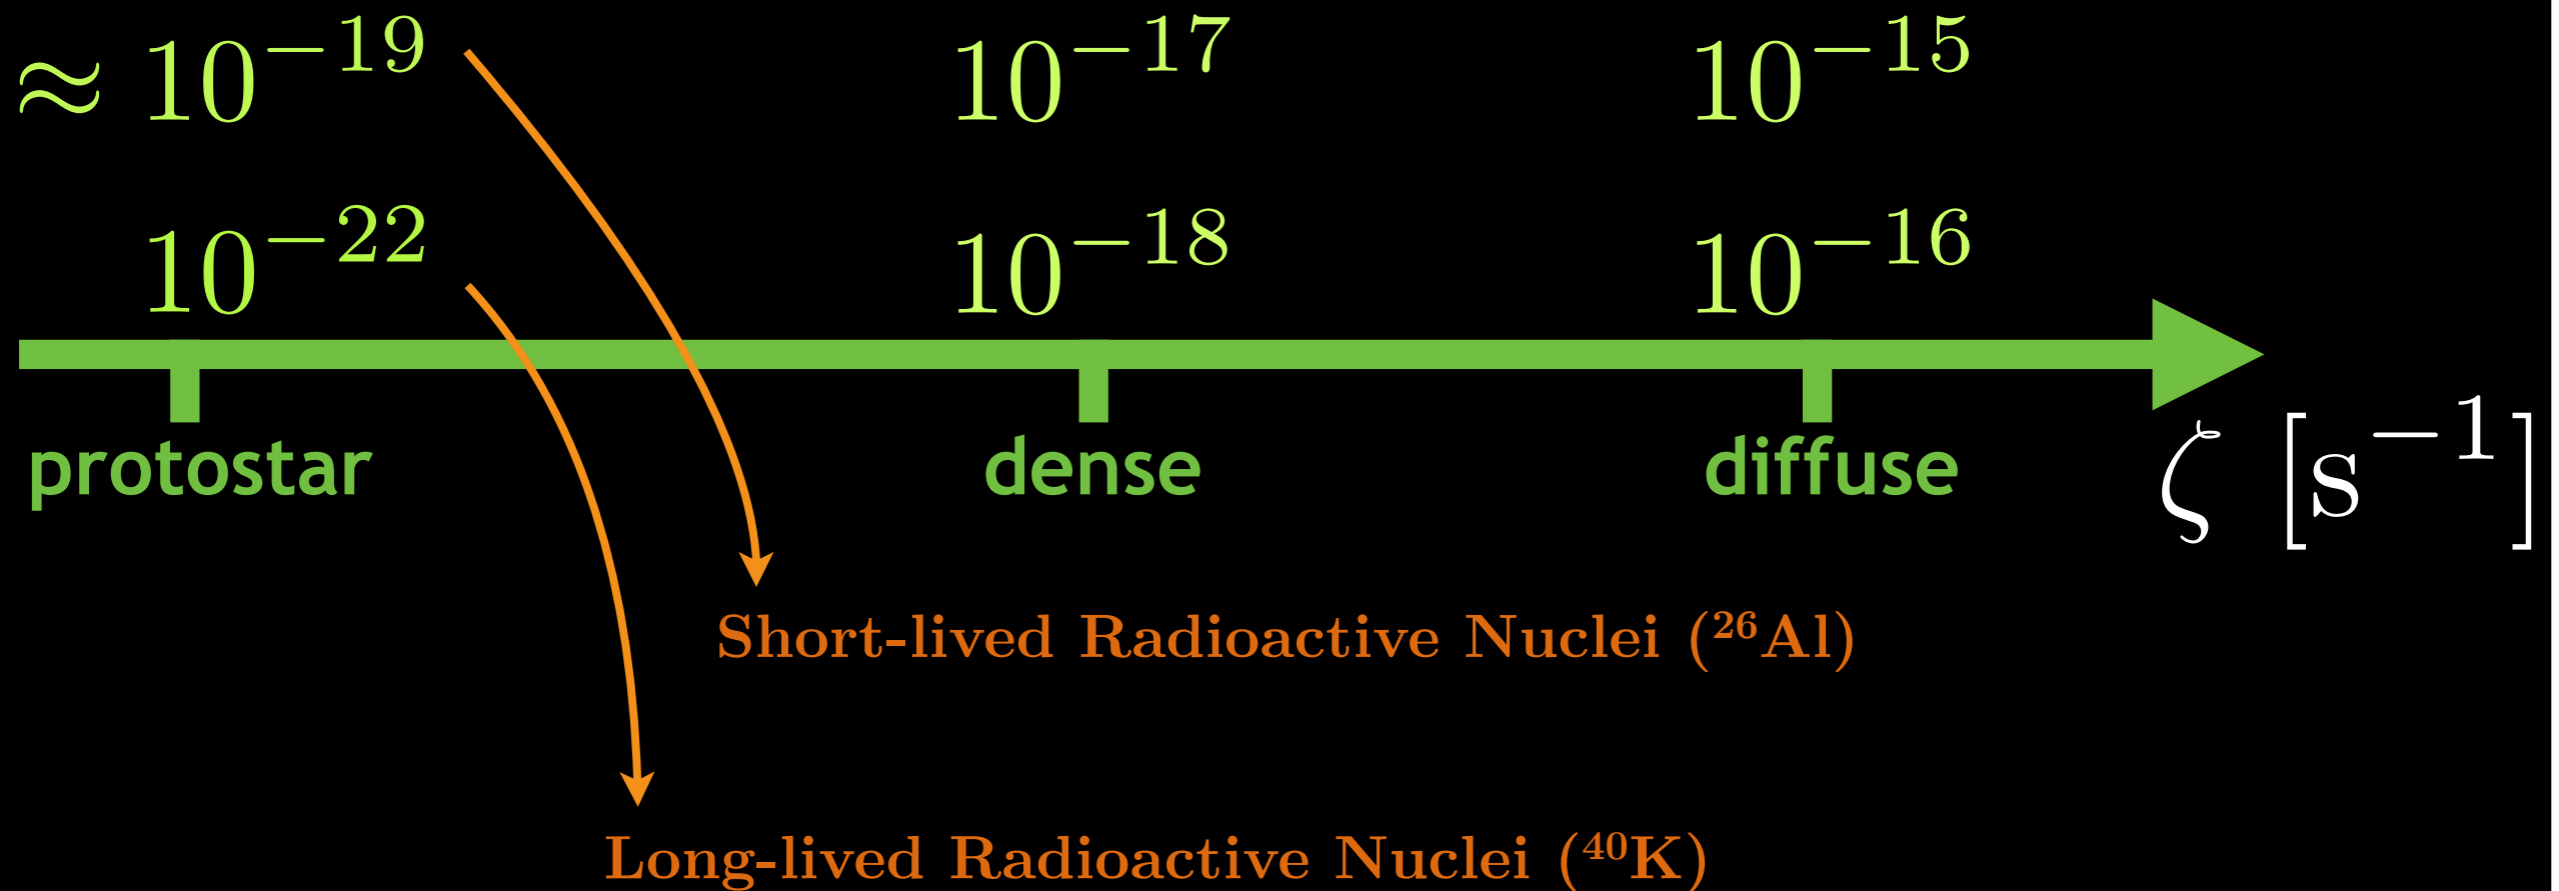 ≈ 10⁻¹⁹ 10⁻¹⁷ 10⁻¹⁵
10⁻²² 10⁻¹⁸ 10⁻¹⁶
protostar dense diffuse ζ [s⁻¹]
Short-lived Radioactive Nuclei (²⁶Al)
Long-lived Radioactive Nuclei (⁴⁰K)